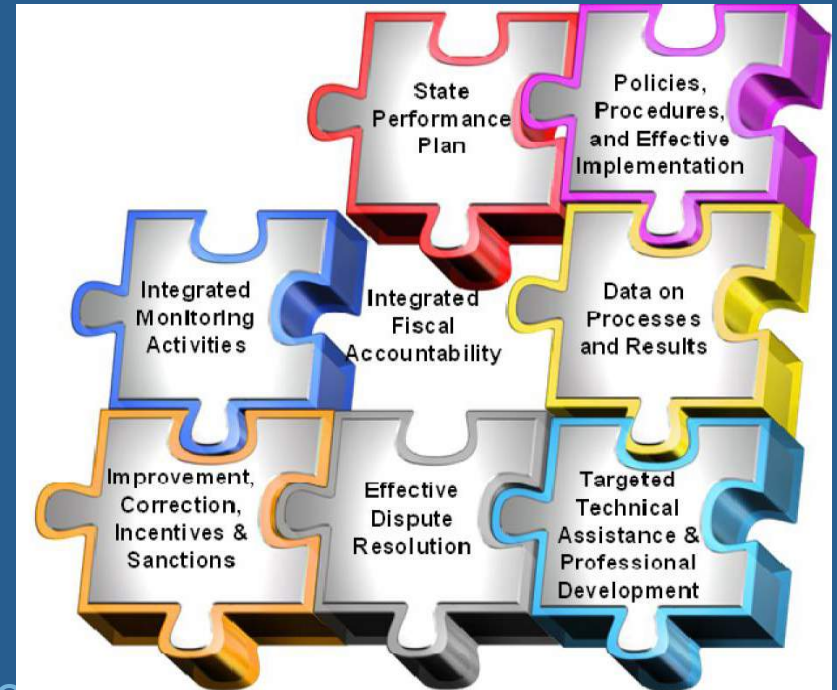 State
Performance
Plan
Policies,
Procedures,
and Effective
Implementation
Integrated
Monitoring
Activities
Integrated
Fiscal
Accountability
Data on
Processes
and Results
Improvement,
Correction,
Incentives &
Sanctions
Effective
Dispute
Resolution
Targeted
Technical
Assistance &
Professional
Development